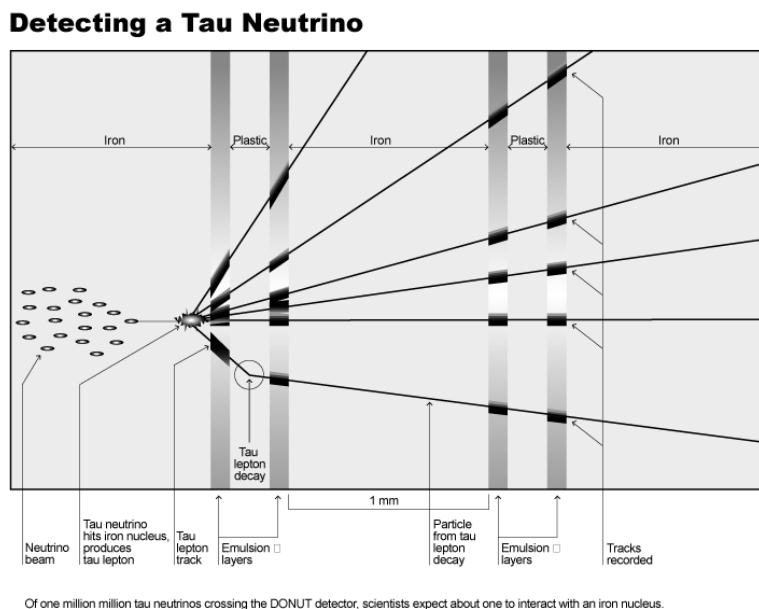 Detecting a Tau Neutrino
Iron
Plastic
Iron
Plastic
Iron
Tau
lepton
decay
1 mm
Neutrino
beam
Tau neutrino
hits iron nucleus,
produces
tau lepton
Tau
lepton
track
Emulsion □
layers
Particle
from tau
lepton
decay
Emulsion □
layers
Tracks
recorded
Of one million million tau neutrinos crossing the DONUT detector, scientists expect about one to interact with an iron nucleus.